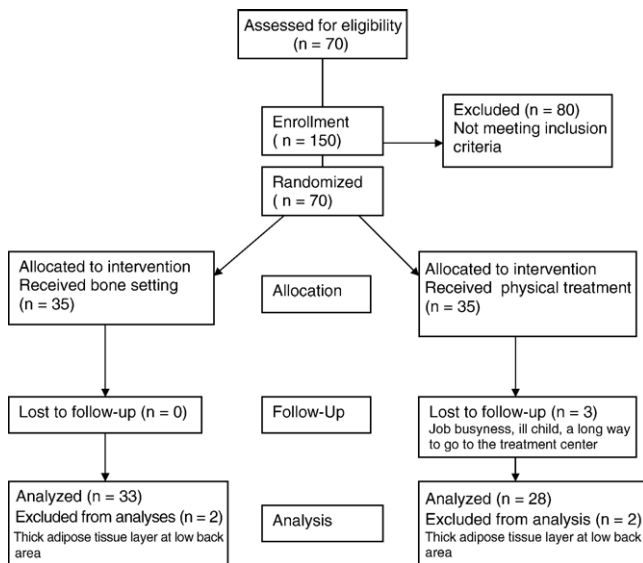 Assessed for eligibility
(n = 70)
Enrollment
( n = 150)
Excluded (n = 80)
Not meeting inclusion
criteria
Randomized
( n = 70)
Allocated to intervention
Received bone setting
(n = 35)
Allocation
Allocated to intervention
Received physical treatment
(n = 35)
Lost to follow-up (n = 0)
Follow-Up
Lost to follow-up (n = 3)
Job busyness, ill child, a long way
to go to the treatment center
Analyzed (n = 33)
Excluded from analyses (n = 2)
Thick adipose tissue layer at low back
area
Analysis
Analyzed (n = 28)
Excluded from analysis (n = 2)
Thick adipose tissue layer at low back
area